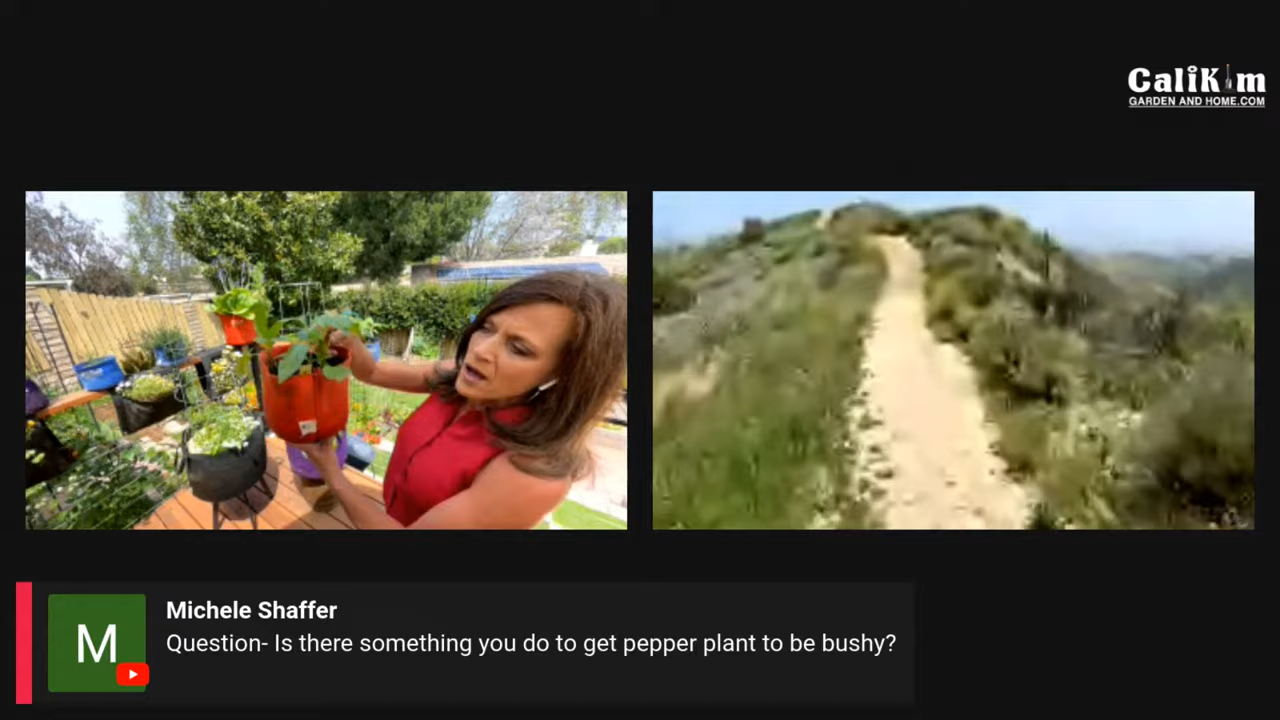 CaliKim
GARDEN AND HOME.COM
M
Michele Shaffer
Question- Is there something you do to get pepper plant to be bushy?